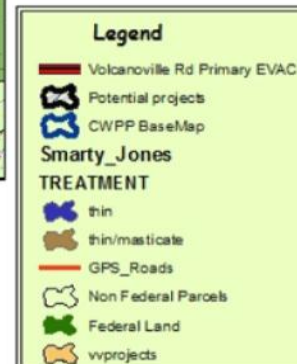 Legend
Volcanoville Rd Primary EVAC
Potential projects
CWPP BaseMap
Smarty_Jones
TREATMENT
thin
thin/masticate
GPS_Roads
Non Federal Parcels
Federal Land
vvprojects